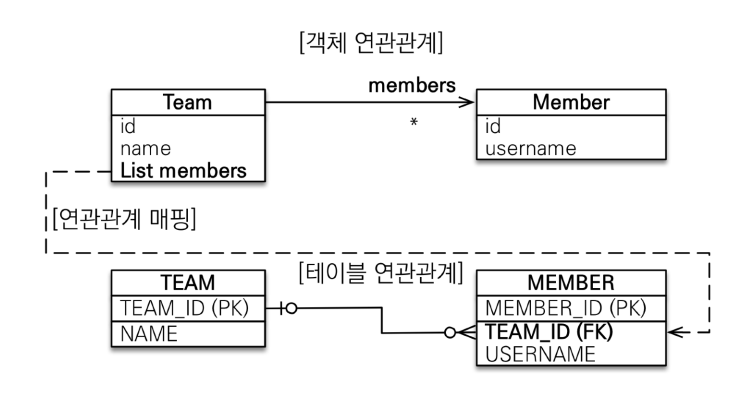 [객체 연관관계]
members
Team
Member
*
id
name
List members
id
username
[연관관계 매핑]
[테이블 연관관계]
TEAM
TEAM_ID (PK)
NAME
MEMBER
MEMBER_ID (PK)
TEAM_ID (FK)
USERNAME